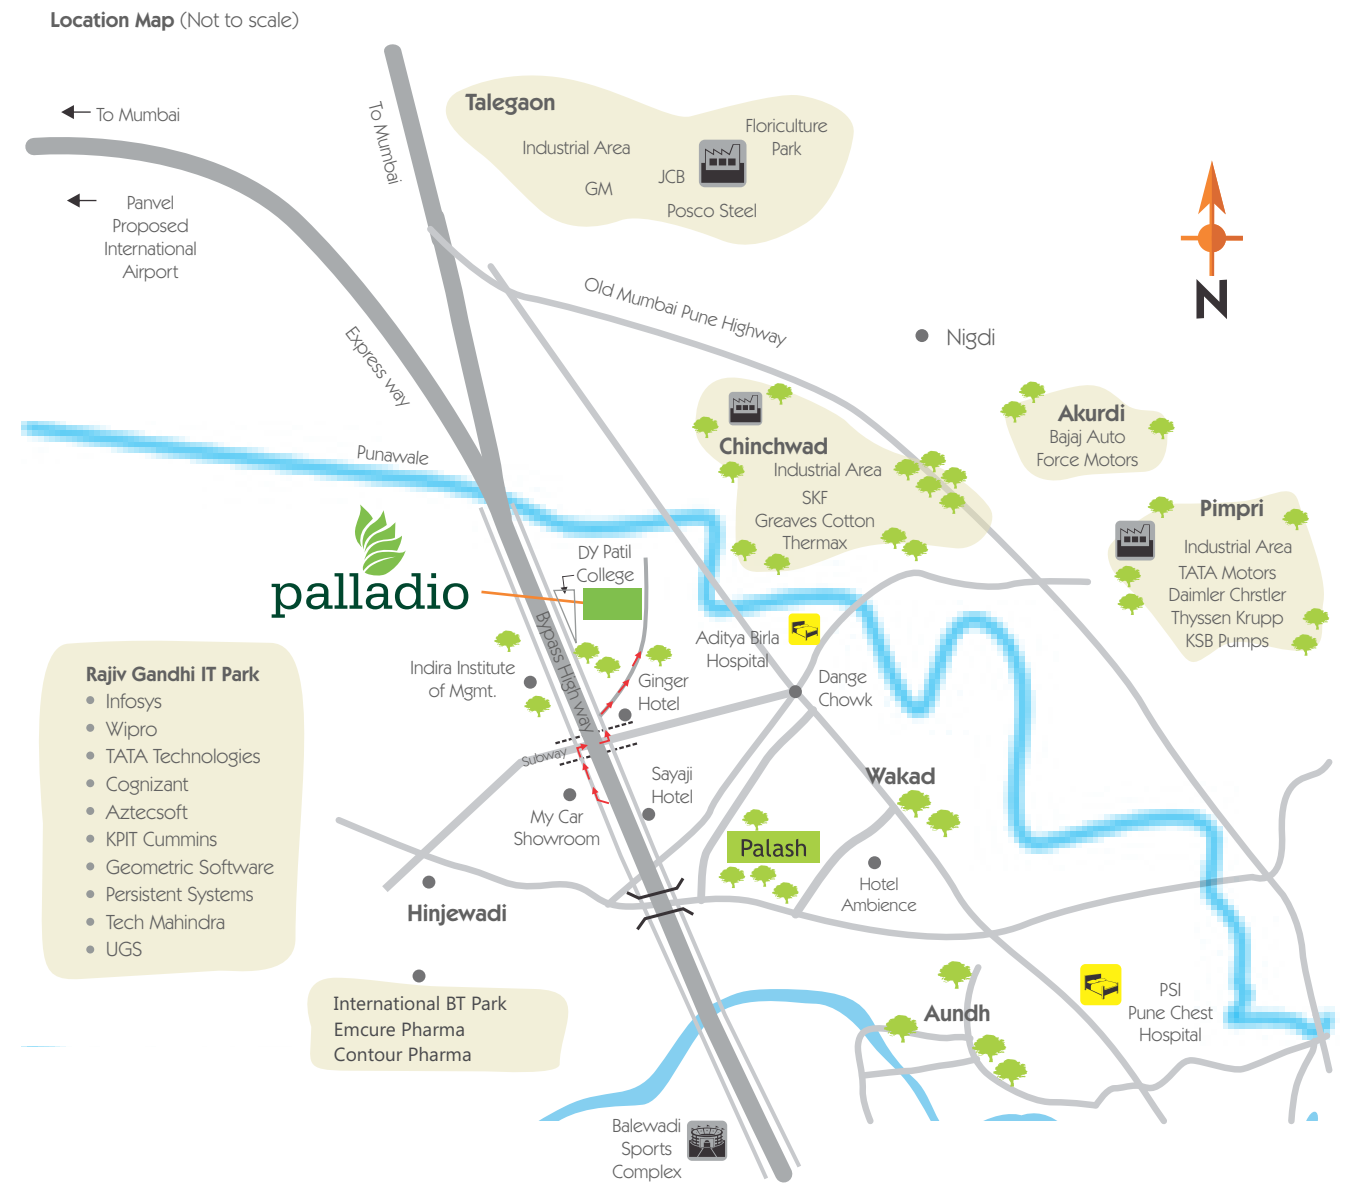 Location Map (Not to scale)
To Mumbai
To Mumbai
Panvel
Proposed
International
Airport
Express way
Talegaon
Industrial Area
GM
JCB
Posco Steel
Floriculture
Park
N
Old Mumbai Pune Highway
Nigdi
Akurdi
Bajaj Auto
Force Motors
Chinchwad
Industrial Area
SKF
Greaves Cotton
Thermax
Pimpri
Industrial Area
TATA Motors
Daimler Chrstler
Thyssen Krupp
KSB Pumps
Punawale
palladio
DY Patil
College
Bypass High way
Indira Institute
of Mgmt.
Ginger
Hotel
Aditya Birla
Hospital
Dange
Chowk
Subway
My Car
Showroom
Sayaji
Hotel
Wakad
Palash
Hotel
Ambience
Rajiv Gandhi IT Park
Infosys
Wipro
TATA Technologies
Cognizant
Aztecsoft
KPIT Cummins
Geometric Software
Persistent Systems
Tech Mahindra
UGS
Hinjewadi
International BT Park
Emcure Pharma
Contour Pharma
Aundh
PSI
Pune Chest
Hospital
Balewadi
Sports
Complex